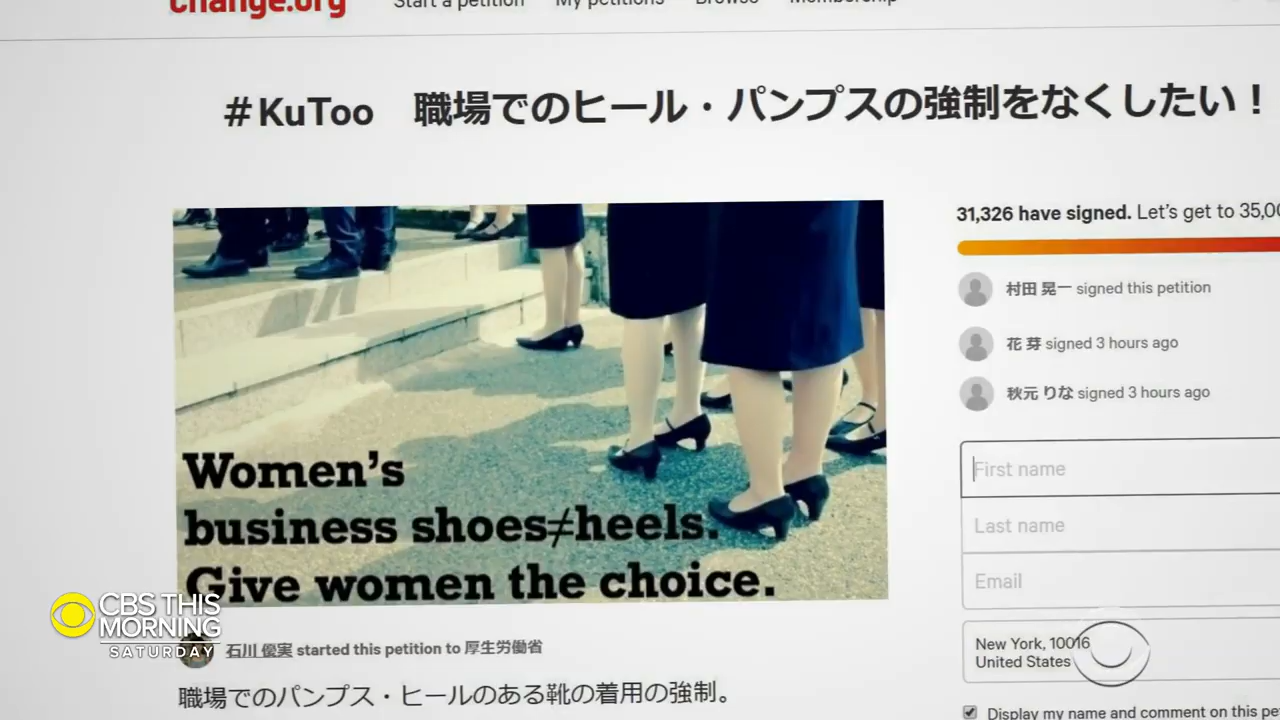 change.org Start a petition My petitions Browse Membership
#KuToo 職場でのヒール・パンプスの強制をなくしたい！
31,326 have signed. Let's get to 35,00
村田 晃一 signed this petition
花 芽 signed 3 hours ago
秋元 りな signed 3 hours ago
First name
Last name
Email
New York, 10016
United States
Display my name and comment on this pe
Women's
business shoes≠heels.
Give women the choice.
石川 優実 started this petition to 厚生労働省
職場でのパンプス・ヒールのある靴の着用の強制。
CBS THIS
MORNING
SATURDAY